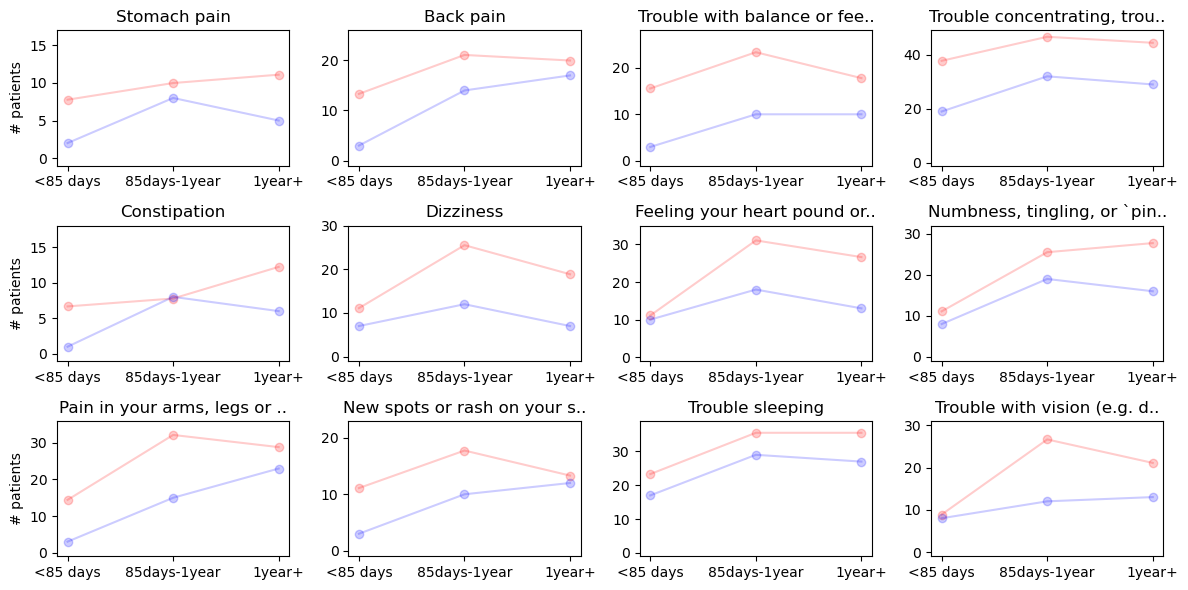 Stomach pain
Back pain
Trouble with balance or fee..
Trouble concentrating, trou..
# patients
15
10
5
0
<85 days 85days-1year 1year+
20
10
0
<85 days 85days-1year 1year+
20
10
0
<85 days 85days-1year 1year+
40
20
0
<85 days 85days-1year 1year+
Constipation
Dizziness
Feeling your heart pound or..
Numbness, tingling, or `pin..
# patients
15
10
5
0
<85 days 85days-1year 1year+
30
20
10
0
<85 days 85days-1year 1year+
30
20
10
0
<85 days 85days-1year 1year+
30
20
10
0
<85 days 85days-1year 1year+
Pain in your arms, legs or ..
New spots or rash on your s..
Trouble sleeping
Trouble with vision (e.g. d..
# patients
30
20
10
0
<85 days 85days-1year 1year+
20
10
0
<85 days 85days-1year 1year+
30
20
10
0
<85 days 85days-1year 1year+
30
20
10
0
<85 days 85days-1year 1year+